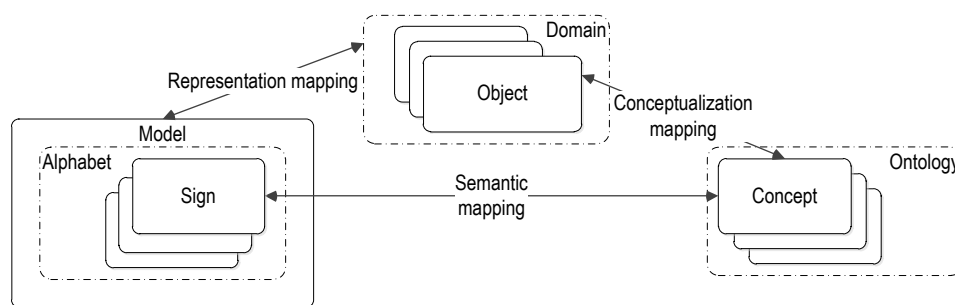 Domain
Representation mapping
Object
Conceptualization
mapping
Model
Alphabet
Ontology
Sign
Semantic
mapping
Concept